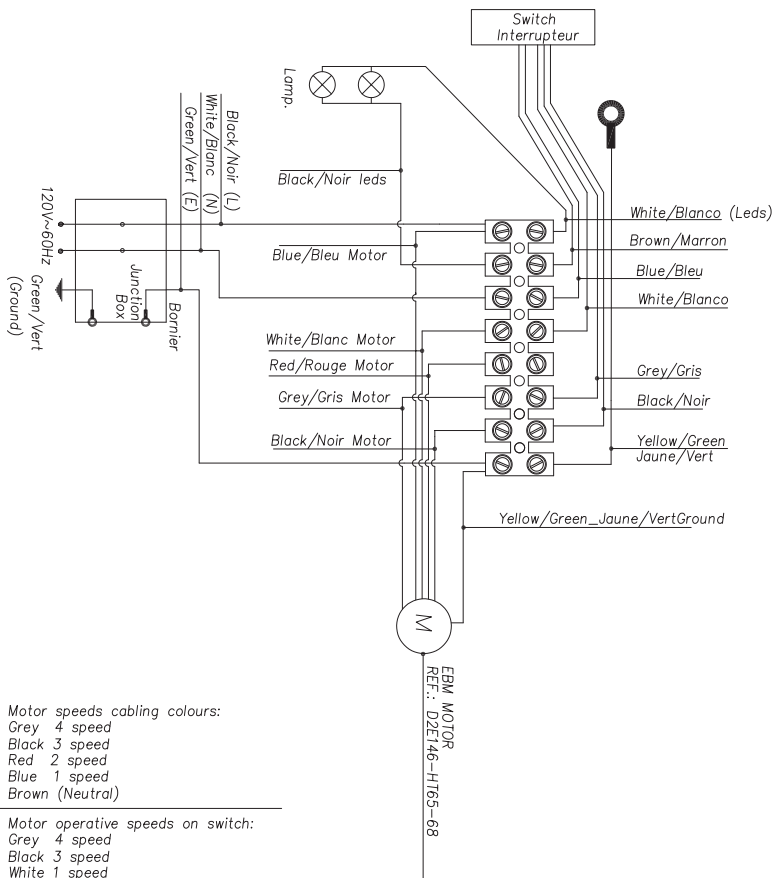 Switch
Interrupteur
Lamp.
Black/Noir (L)
White/Blanc (N)
Green/Vert (E)
Black/Noir leds
White/Blanco (Leds)
Brown/Marron
Blue/Bleu
White/Blanco
Blue/Bleu Motor
120V~60Hz
Green/Vert
(Ground)
Junction
Box
Bornier
White/Blanc Motor
Red/Rouge Motor
Grey/Gris Motor
Black/Noir Motor
Grey/Gris
Black/Noir
Yellow/Green
Jaune/Vert
Yellow/Green_Jaune/VertGround
M
EBM MOTOR
REF.: D2E146-HT65-68
Motor speeds cabling colours:
Grey 4 speed
Black 3 speed
Red 2 speed
Blue 1 speed
Brown (Neutral)
Motor operative speeds on switch:
Grey 4 speed
Black 3 speed
White 1 speed